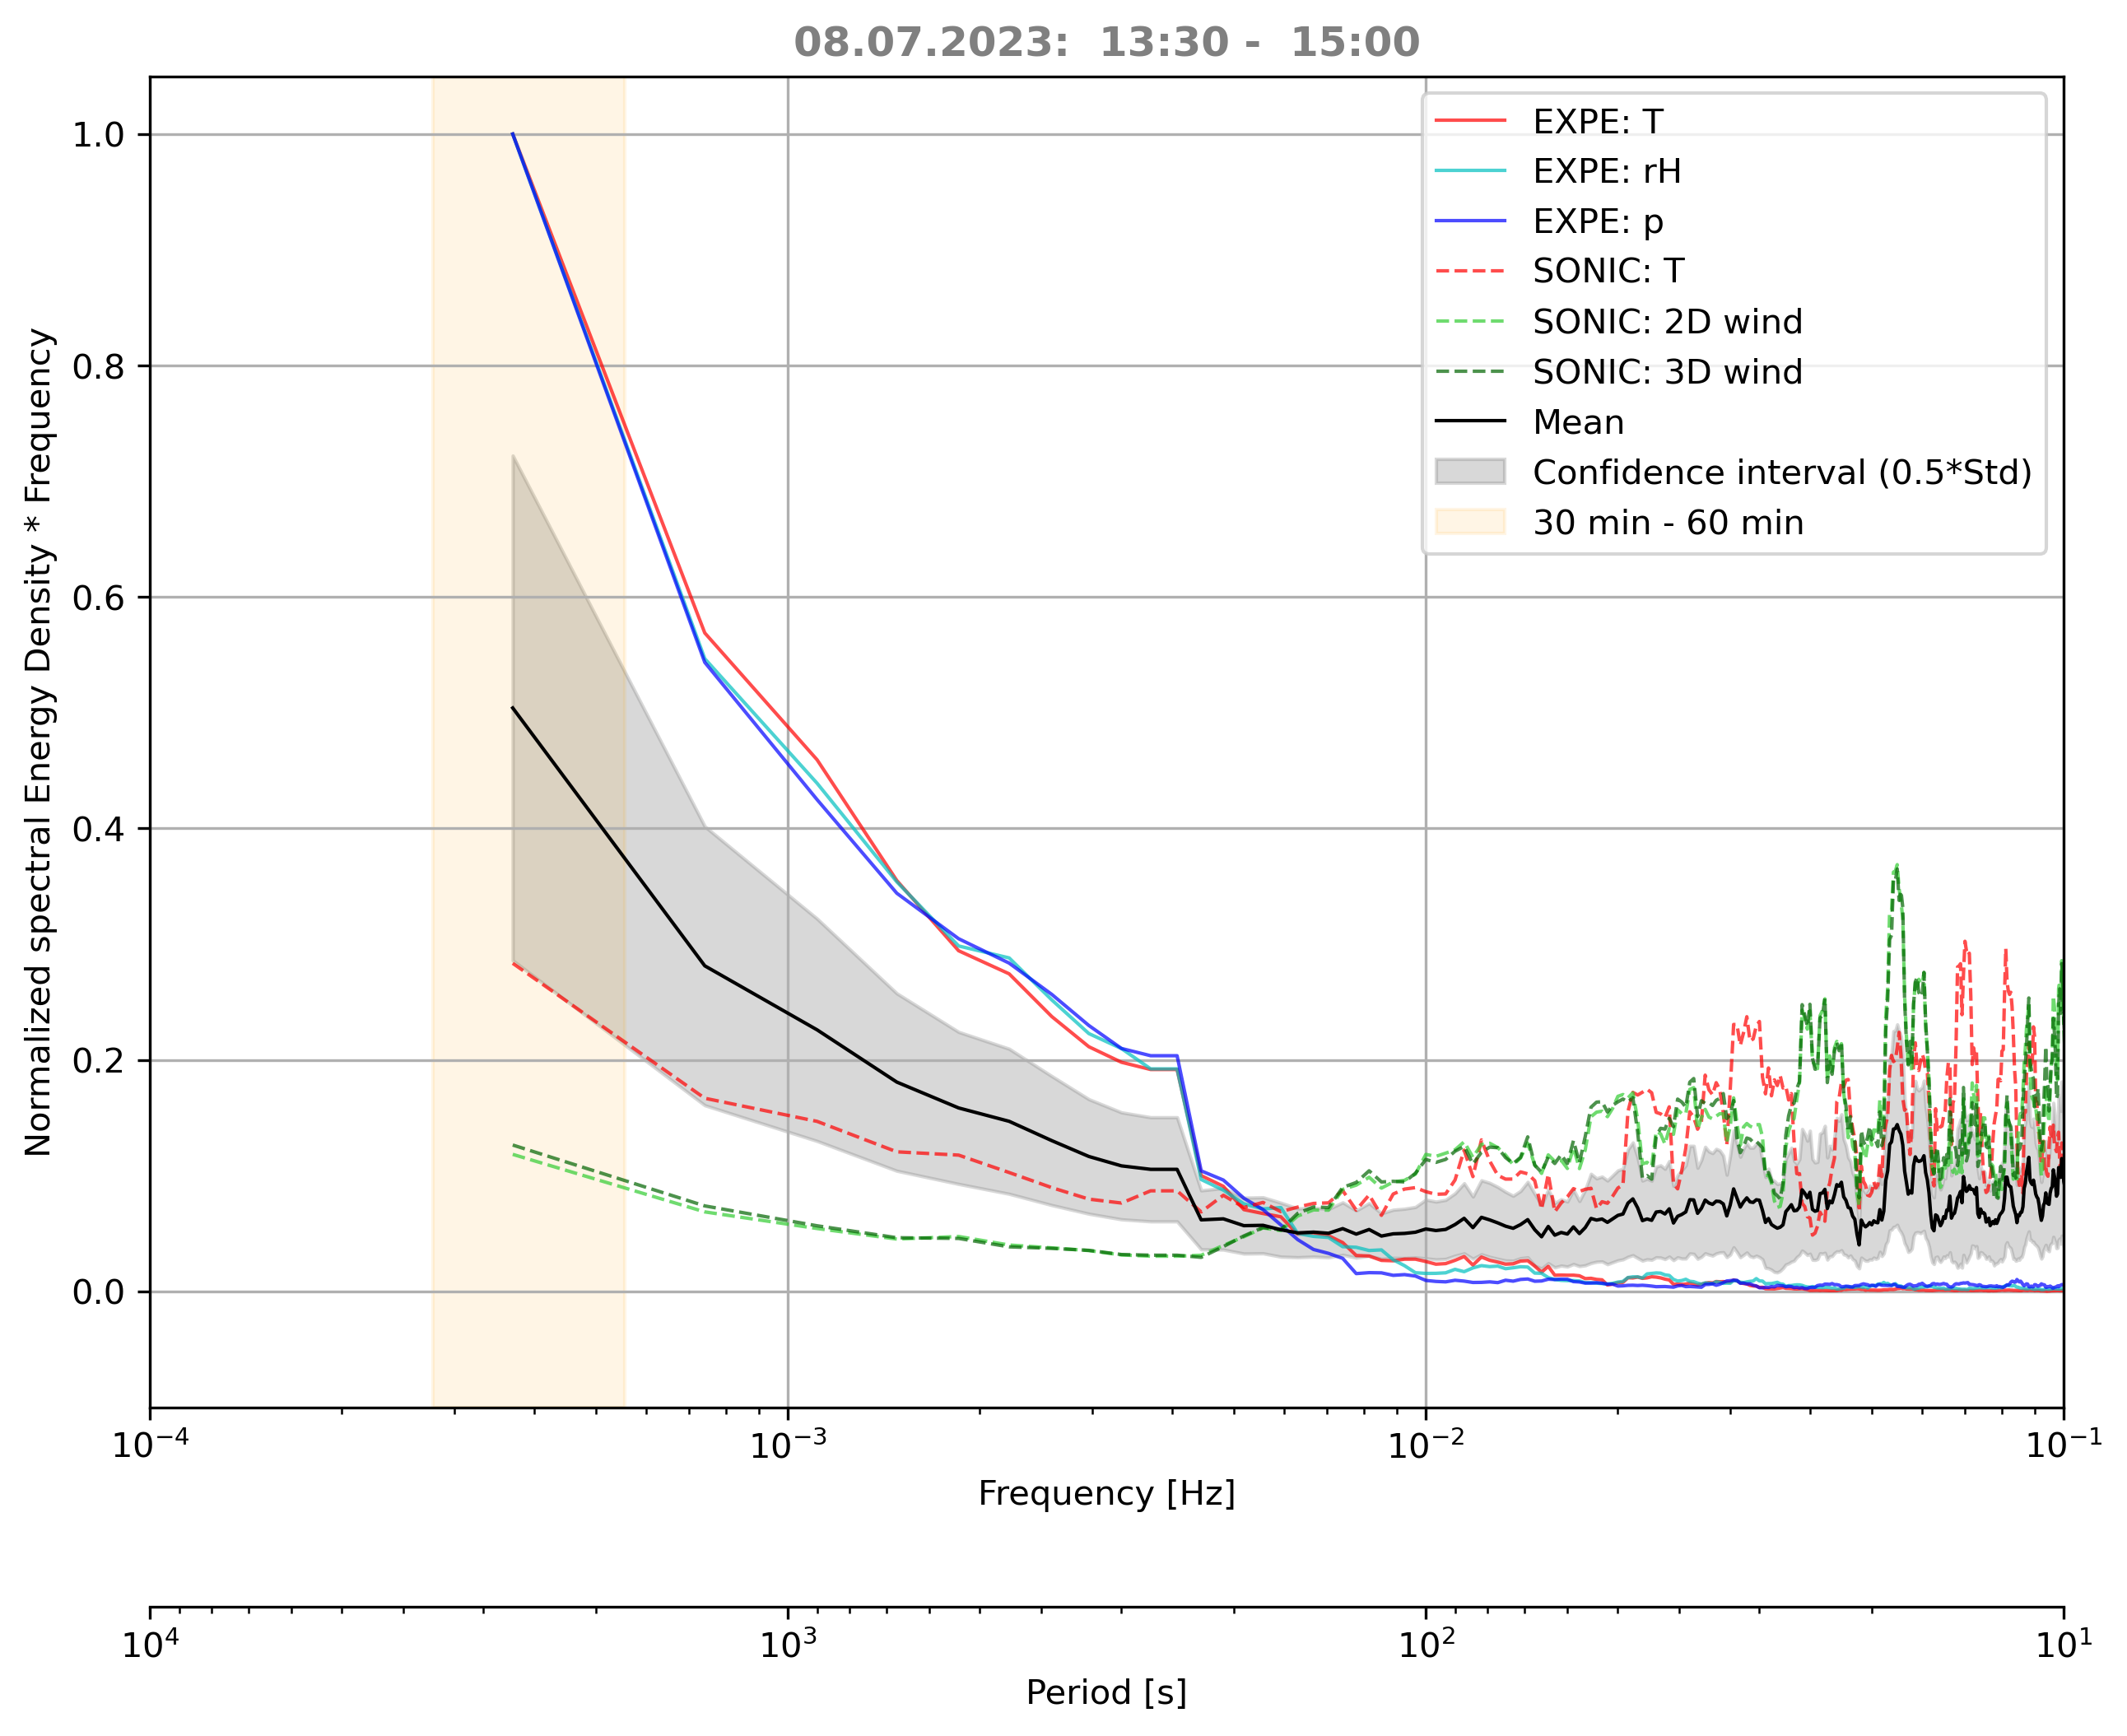 08.07.2023:  13:30 -  15:00
Normalized spectral Energy Density * Frequency
1.0
0.8
0.6
0.4
0.2
0.0
EXPE: T
EXPE: rH
EXPE: p
SONIC: T
SONIC: 2D wind
SONIC: 3D wind
Mean
Confidence interval (0.5*Std)
30 min - 60 min
10⁻⁴ 10⁻³ 10⁻² 10⁻¹
Frequency [Hz]
10⁴ 10³ 10² 10¹
Period [s]